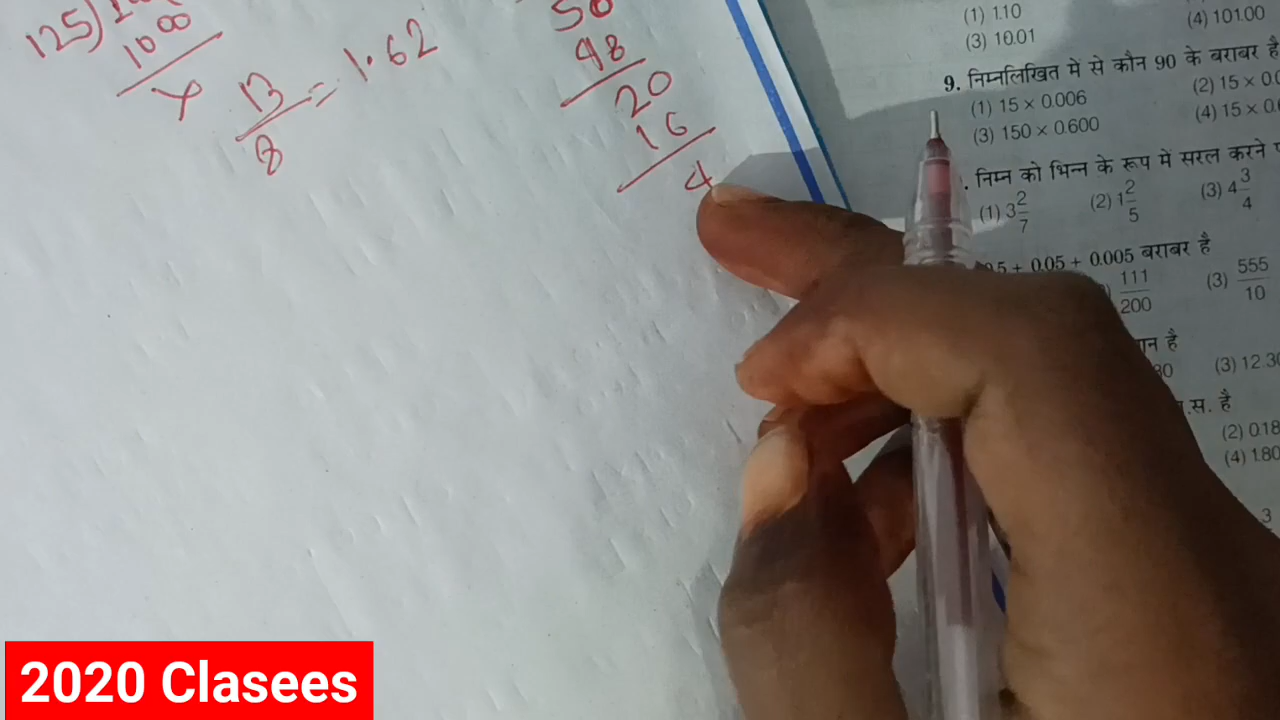 125)
1000
13
8
= 1.62
50
48
20
16
4
(1) 1.10
(4) 101.00
(3) 10.01
9. निम्नलिखित में से कौन 90 के बराबर है
(1) 15 × 0.006
(2) 15 × 0.0
(3) 150 × 0.600
(4) 15 × 0.
. निम्न को भिन्न के रूप में सरल करने
(1) 3 2/7
(2) 1 2/5
(3) 4 3/4
5 + 0.05 + 0.005 बराबर है
111/200
(3) 555/10
है
(3) 12.30
.स. है
(2) 0.18
(4) 1.80
3
2020 Clasees